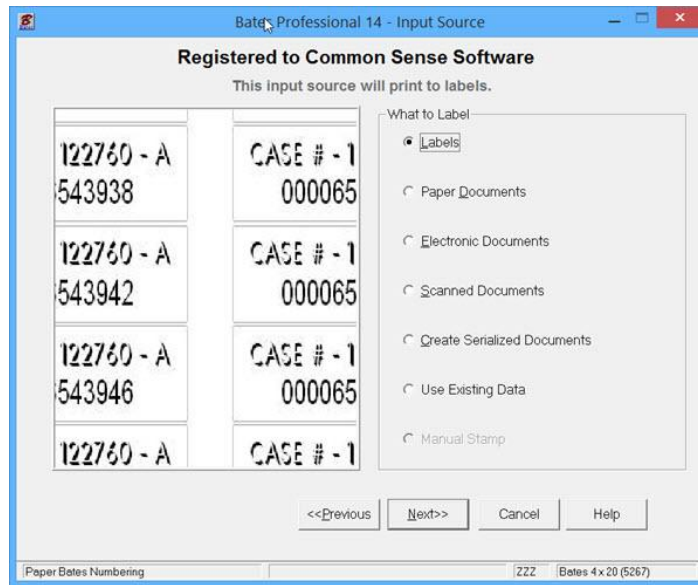 Bates Professional 14 - Input Source
Registered to Common Sense Software
This input source will print to labels.
122760 - A CASE # - 1
543938 000065
122760 - A CASE # - 1
543942 000065
122760 - A CASE # - 1
543946 000065
122760 - A CASE # - 1
What to Label
Labels
Paper Documents
Electronic Documents
Scanned Documents
Create Serialized Documents
Use Existing Data
Manual Stamp
<<Previous Next>> Cancel Help
Paper Bates Numbering ZZZ Bates 4 x 20 (5267)